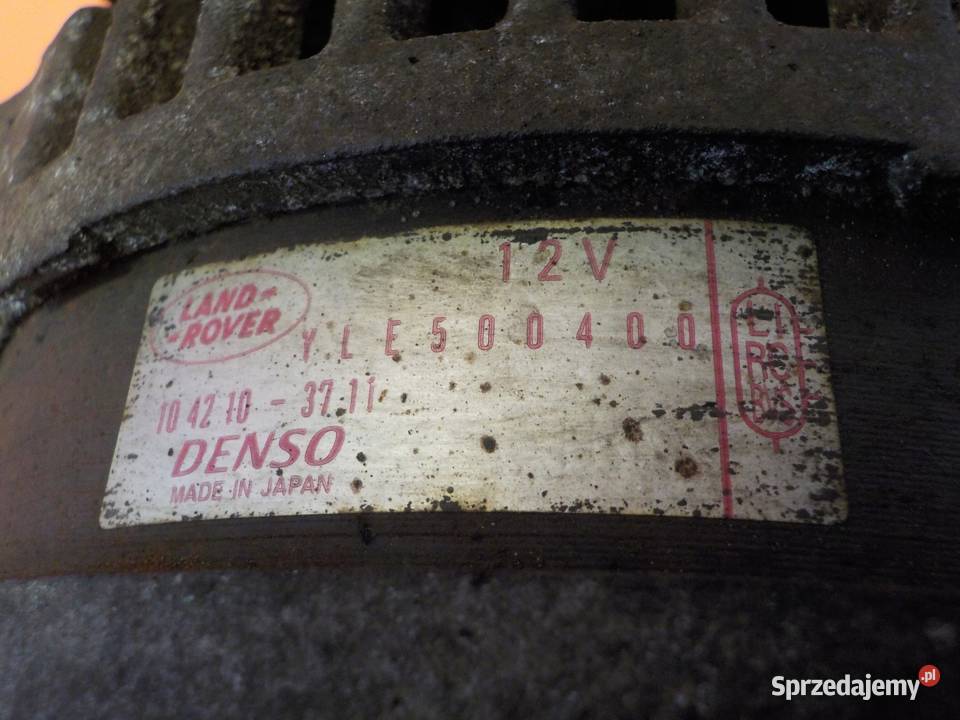 12V
LAND-
-ROVER
YLE500400
104210-3711
DENSO
MADE IN JAPAN
Sprzedajemy.pl